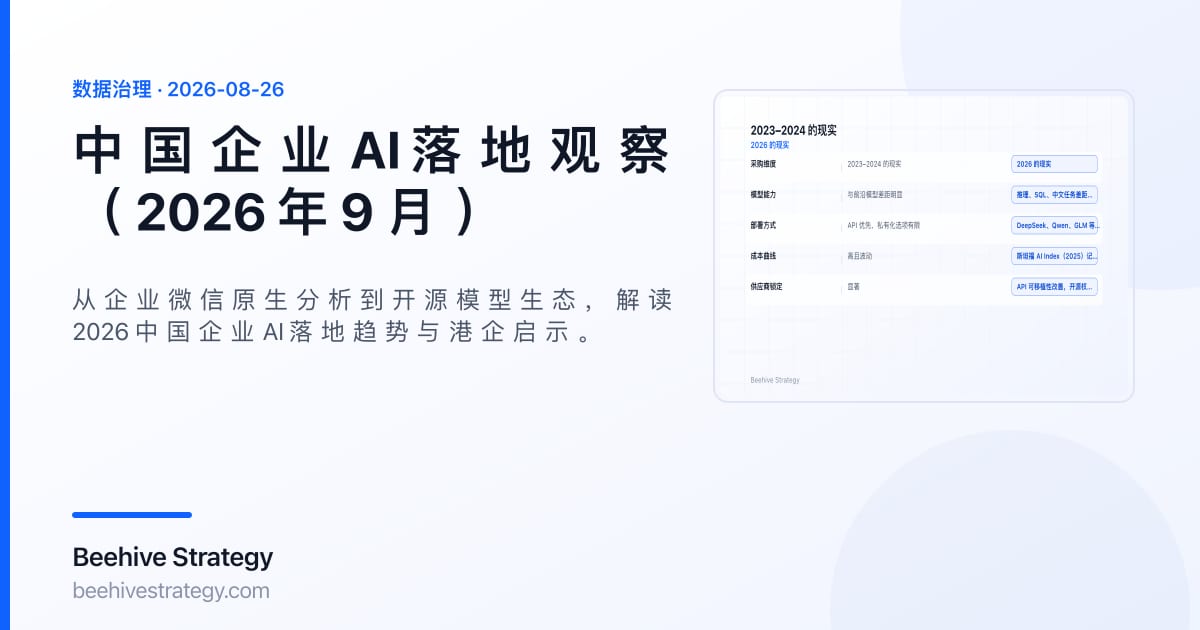 数据治理 · 2026-08-26
中国企业AI落地观察
（2026年9月）
从企业微信原生分析到开源模型生态，解读
2026中国企业AI落地趋势与港企启示。
2023–2024 的现实
2026 的现实
采购维度 2023–2024 的现实 2026 的现实
模型能力 与前沿模型差距明显 推理、SQL、中文任务差距...
部署方式 API 优先、私有化选项有限 DeepSeek、Qwen、GLM 等...
成本曲线 高且波动 斯坦福 AI Index（2025）记...
供应商锁定 显著 API 可移植性改善，开源权...
Beehive Strategy
Beehive Strategy
beehivestrategy.com